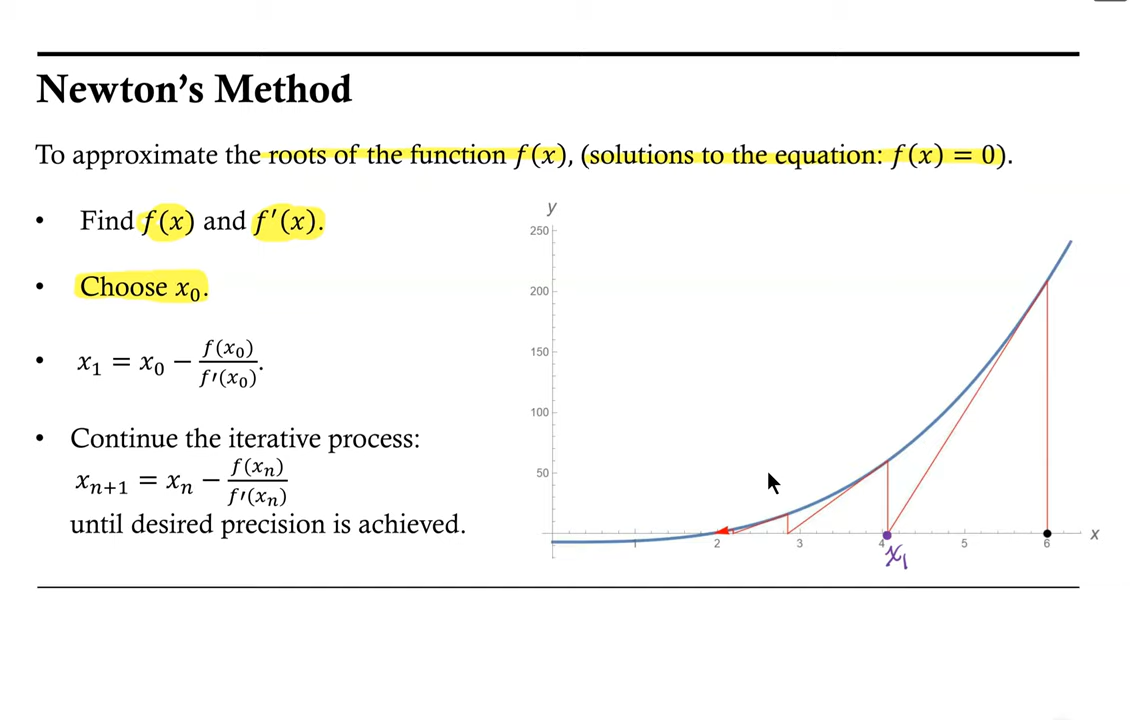 Newton's Method
To approximate the roots of the function f(x), (solutions to the equation: f(x) = 0).
• Find f(x) and f′(x).
• Choose x₀.
• x₁ = x₀ − f(x₀)/f′(x₀).
• Continue the iterative process:
xₙ₊₁ = xₙ − f(xₙ)/f′(xₙ)
until desired precision is achieved.
y
250
200
150
100
50
1 2 3 4 5 6 x
x₁